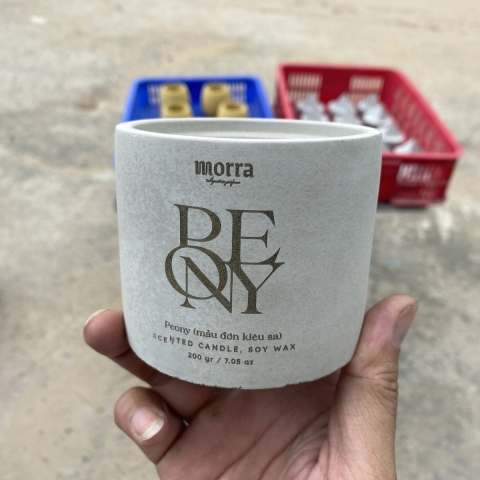 morra
PE
ONY
Peony (mẫu đơn kiêu sa)
SCENTED CANDLE, SOY WAX
200 gr / 7.05 oz